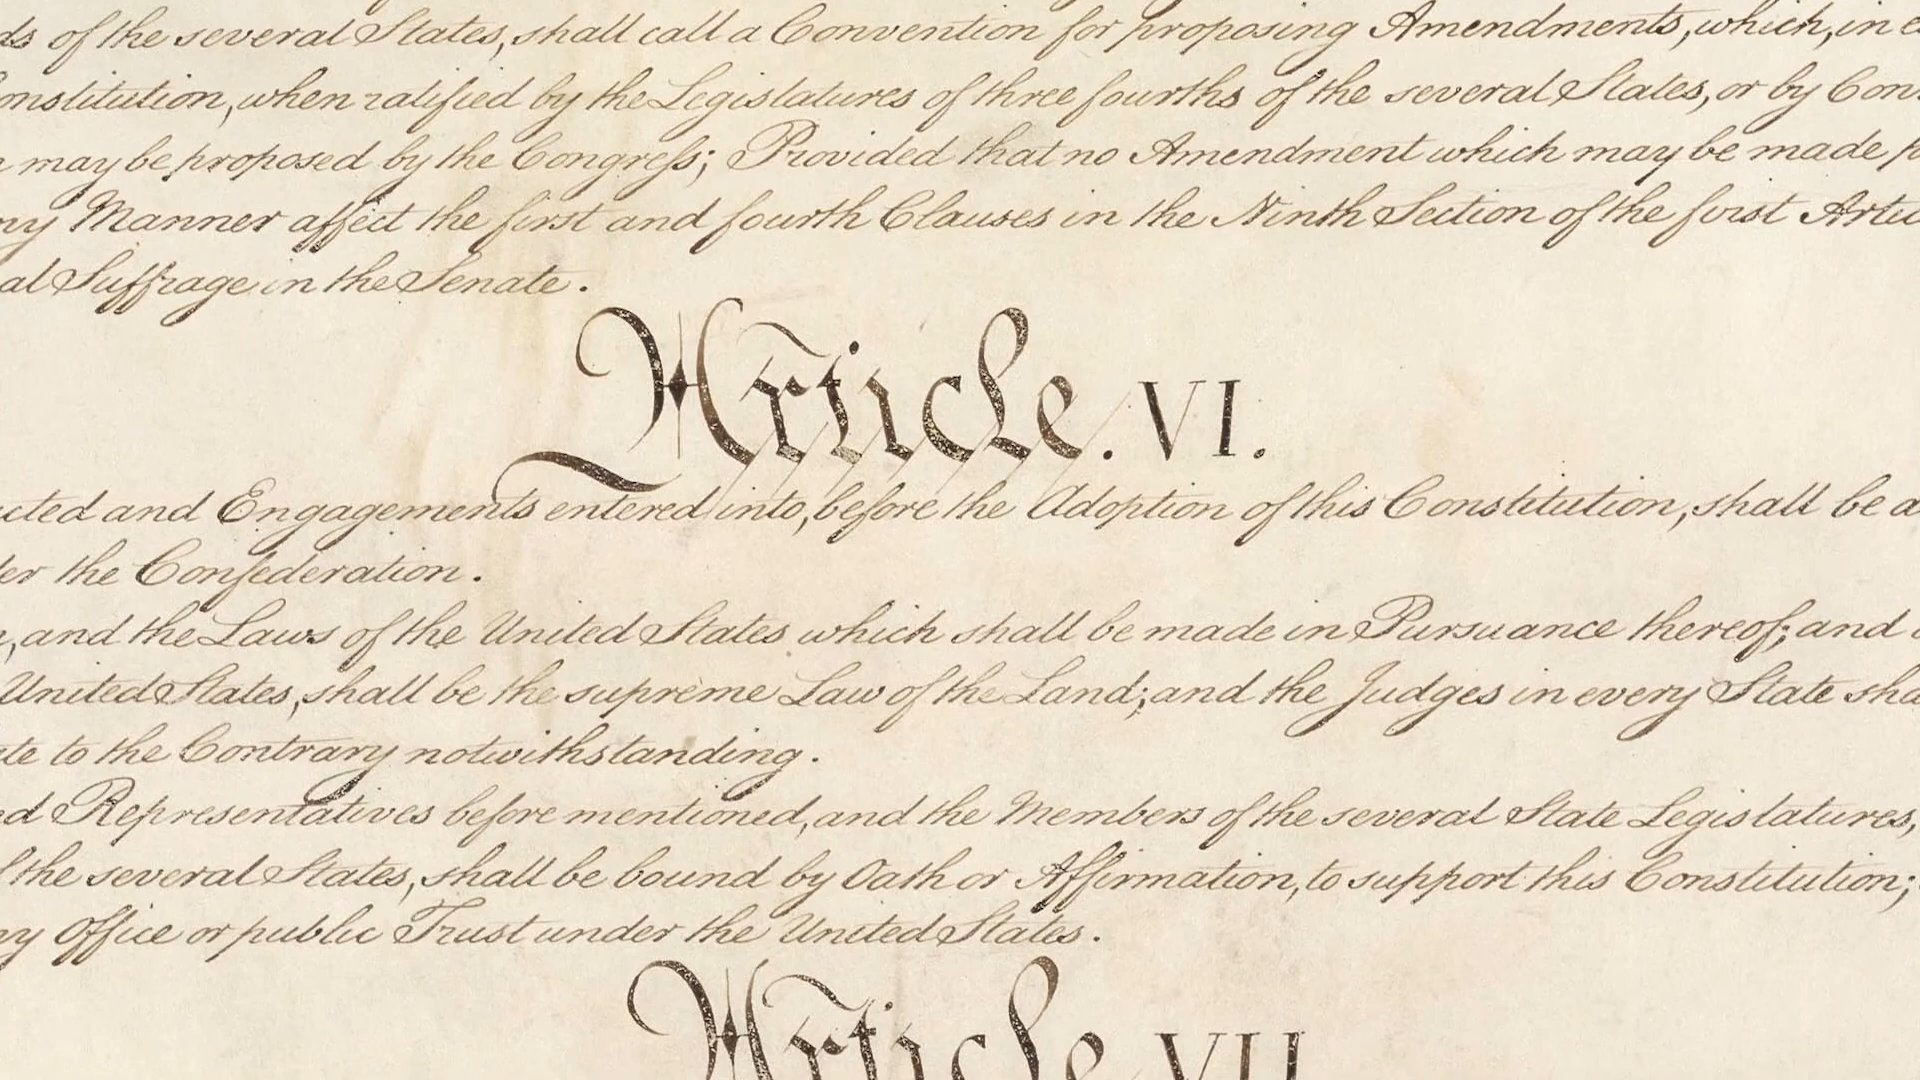 ds of the several States, shall call a Convention for proposing Amendments, which, in e
onstitution, when ratified by the Legislatures of three fourths of the several States, or by Con
may be proposed by the Congress; Provided that no Amendment which may be made p
ny Manner affect the first and fourth Clauses in the Ninth Section of the first Artic
al Suffrage in the Senate.
Article. VI.
cted and Engagements entered into, before the Adoption of this Constitution, shall be a
er the Confederation.
, and the Laws of the United States which shall be made in Pursuance thereof; and a
United States, shall be the supreme Law of the Land; and the Judges in every State sha
te to the Contrary notwithstanding.
d Representatives before mentioned, and the Members of the several State Legislatures,
f the several States, shall be bound by Oath or Affirmation, to support this Constitution;
ny Office or public Trust under the United States.
Article. VII